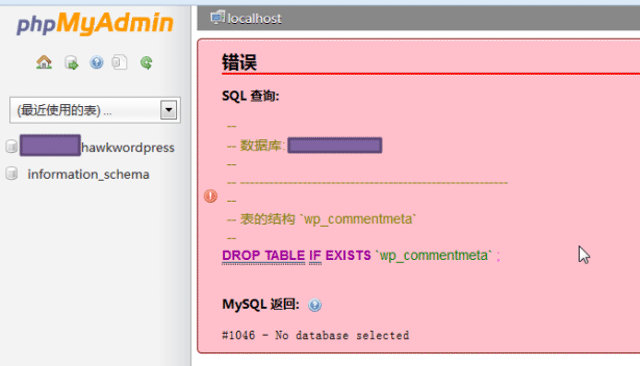 phpMyAdmin
localhost
(最近使用的表) ...
hawkwordpress
information_schema
错误
SQL 查询:
--
-- 数据库:
--
-- --------------------------------------------------------
--
-- 表的结构 `wp_commentmeta`
--
DROP TABLE IF EXISTS `wp_commentmeta` ;
MySQL 返回:
#1046 - No database selected